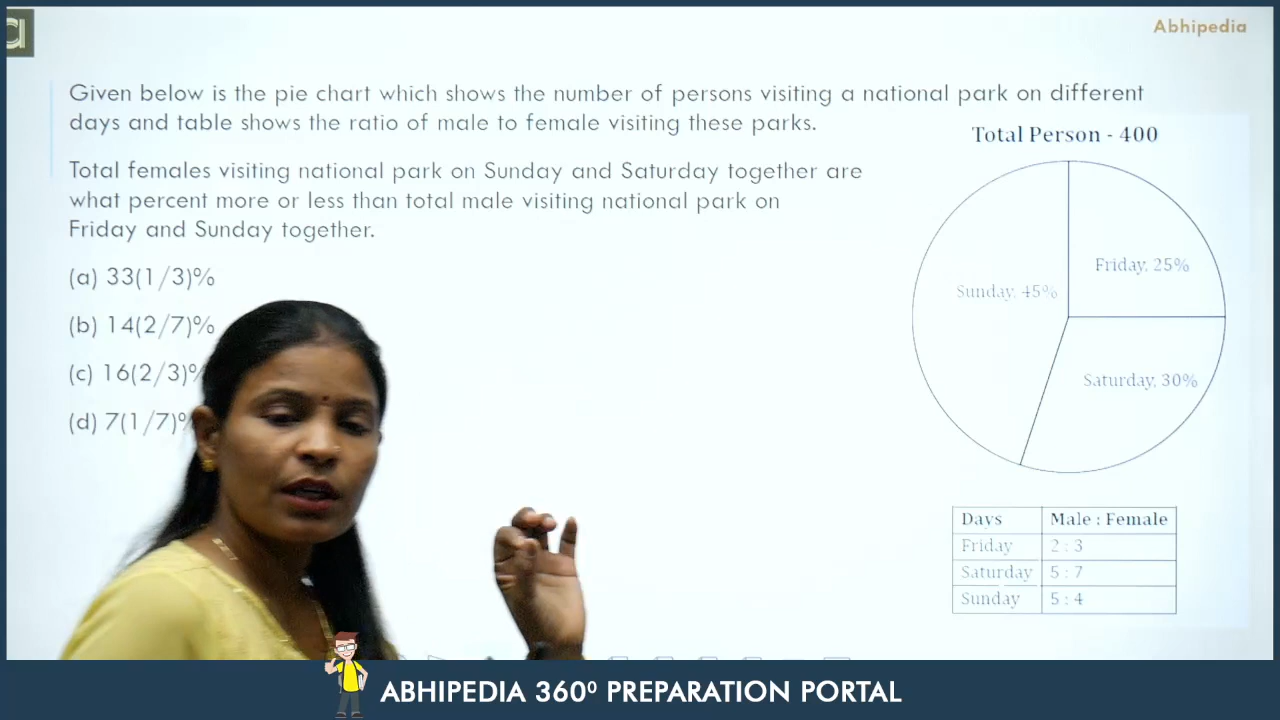 a
Abhipedia
Given below is the pie chart which shows the number of persons visiting a national park on different
days and table shows the ratio of male to female visiting these parks.
Total females visiting national park on Sunday and Saturday together are
what percent more or less than total male visiting national park on
Friday and Sunday together.
(a) 33(1/3)%
(b) 14(2/7)%
(c) 16(2/3)%
(d) 7(1/7)%
Total Person - 400
Friday, 25%
Sunday, 45%
Saturday, 30%
Days Male : Female
Friday 2 : 3
Saturday 5 : 7
Sunday 5 : 4
ABHIPEDIA 360⁰ PREPARATION PORTAL